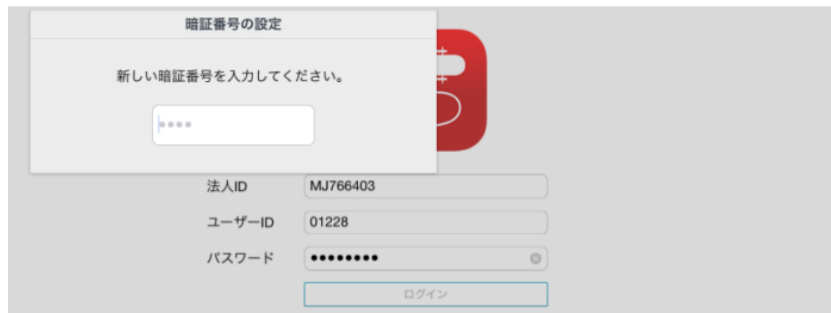 暗証番号の設定
新しい暗証番号を入力してください。
••••
法人ID MJ766403
ユーザーID 01228
パスワード ••••••••
ログイン